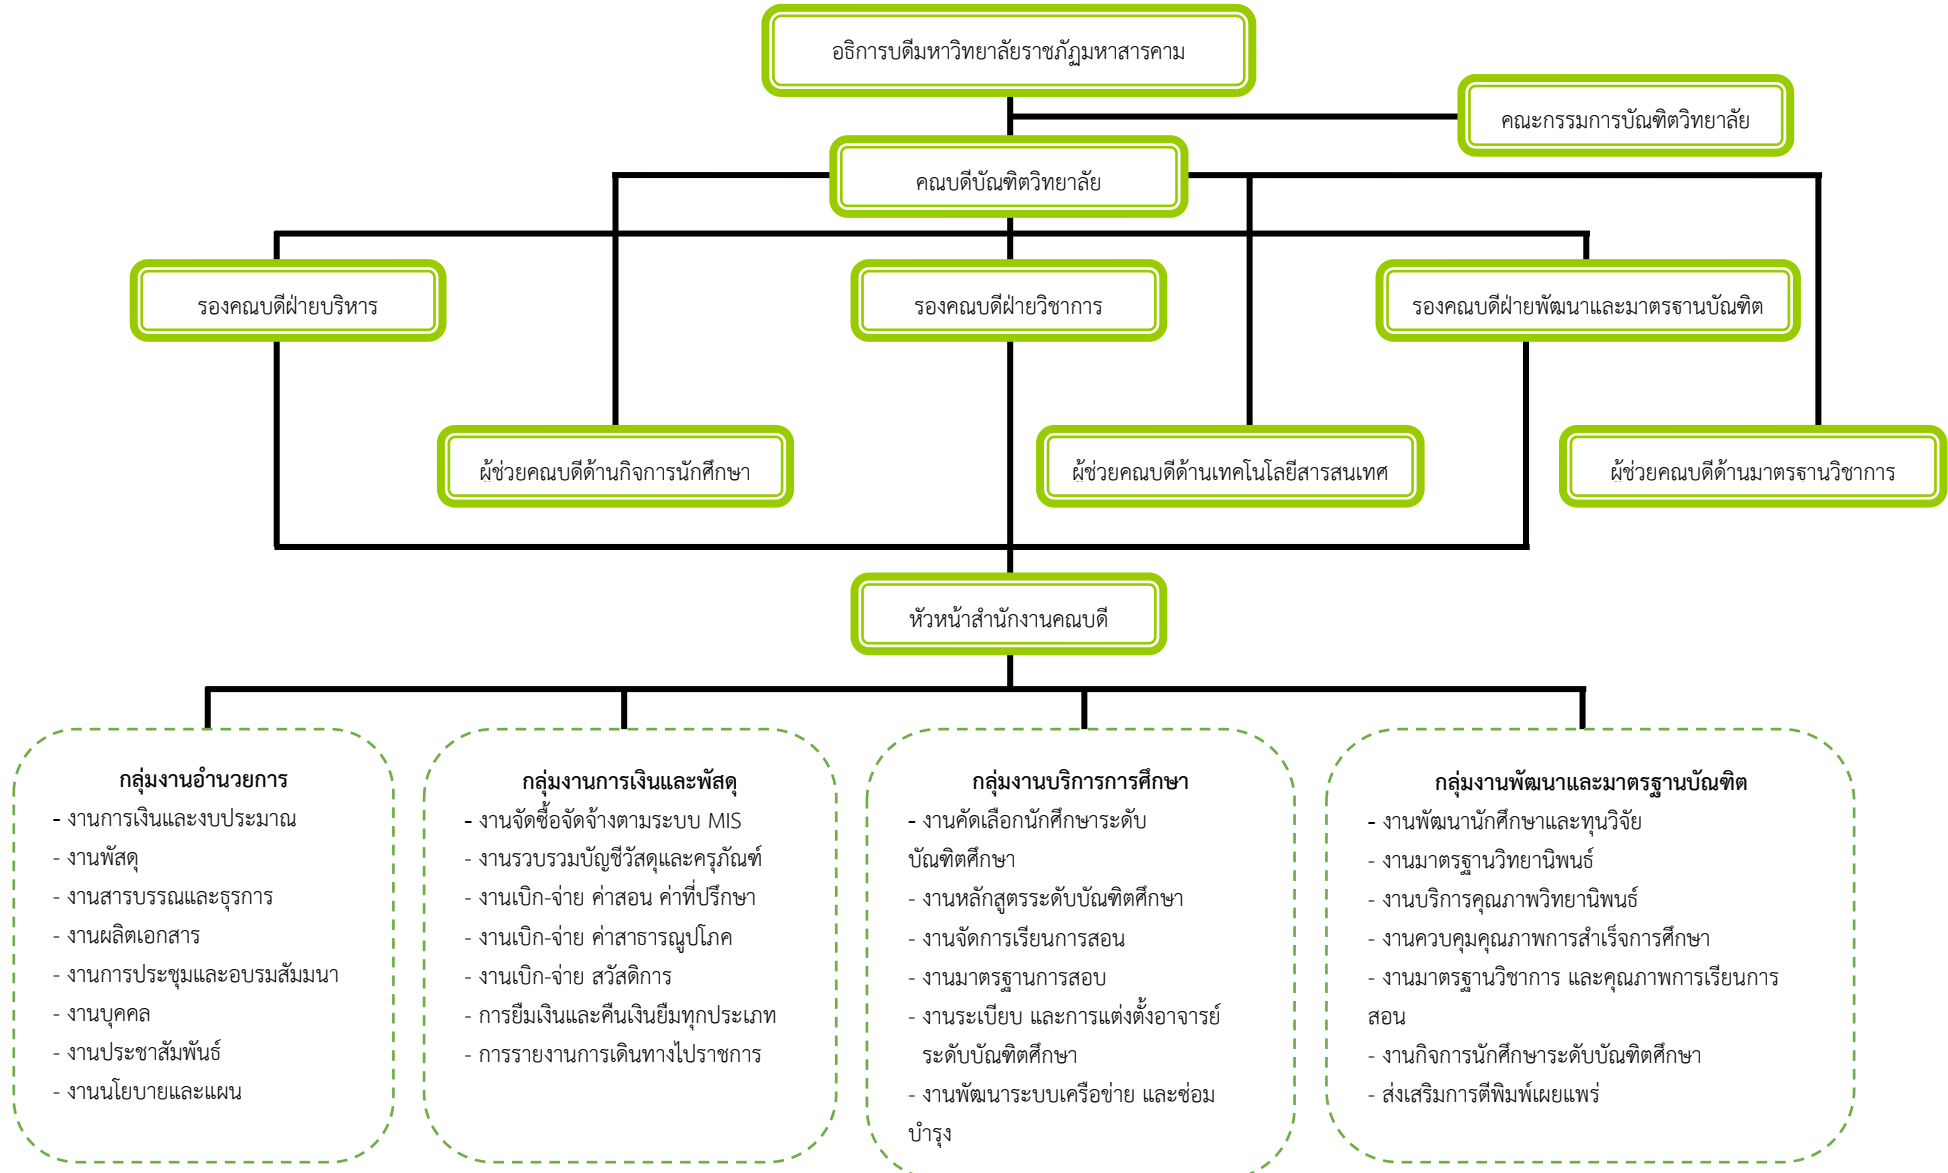 อธิการบดีมหาวิทยาลัยราชภัฏมหาสารคาม
คณะกรรมการบัณฑิตวิทยาลัย
คณบดีบัณฑิตวิทยาลัย
รองคณบดีฝ่ายบริหาร
รองคณบดีฝ่ายวิชาการ
รองคณบดีฝ่ายพัฒนาและมาตรฐานบัณฑิต
ผู้ช่วยคณบดีด้านกิจการนักศึกษา
ผู้ช่วยคณบดีด้านเทคโนโลยีสารสนเทศ
ผู้ช่วยคณบดีด้านมาตรฐานวิชาการ
หัวหน้าสำนักงานคณบดี
กลุ่มงานอำนวยการ
- งานการเงินและงบประมาณ
- งานพัสดุ
- งานสารบรรณและธุรการ
- งานผลิตเอกสาร
- งานการประชุมและอบรมสัมมนา
- งานบุคคล
- งานประชาสัมพันธ์
- งานนโยบายและแผน
กลุ่มงานการเงินและพัสดุ
- งานจัดซื้อจัดจ้างตามระบบ MIS
- งานรวบรวมบัญชีวัสดุและครุภัณฑ์
- งานเบิก-จ่าย ค่าสอน ค่าที่ปรึกษา
- งานเบิก-จ่าย ค่าสาธารณูปโภค
- งานเบิก-จ่าย สวัสดิการ
- การยืมเงินและคืนเงินยืมทุกประเภท
- การรายงานการเดินทางไปราชการ
กลุ่มงานบริการการศึกษา
- งานคัดเลือกนักศึกษาระดับ
บัณฑิตศึกษา
- งานหลักสูตรระดับบัณฑิตศึกษา
- งานจัดการเรียนการสอน
- งานมาตรฐานการสอบ
- งานระเบียบ และการแต่งตั้งอาจารย์
ระดับบัณฑิตศึกษา
- งานพัฒนาระบบเครือข่าย และซ่อม
บำรุง
กลุ่มงานพัฒนาและมาตรฐานบัณฑิต
- งานพัฒนานักศึกษาและทุนวิจัย
- งานมาตรฐานวิทยานิพนธ์
- งานบริการคุณภาพวิทยานิพนธ์
- งานควบคุมคุณภาพการสำเร็จการศึกษา
- งานมาตรฐานวิชาการ และคุณภาพการเรียนการ
สอน
- งานกิจการนักศึกษาระดับบัณฑิตศึกษา
- ส่งเสริมการตีพิมพ์เผยแพร่